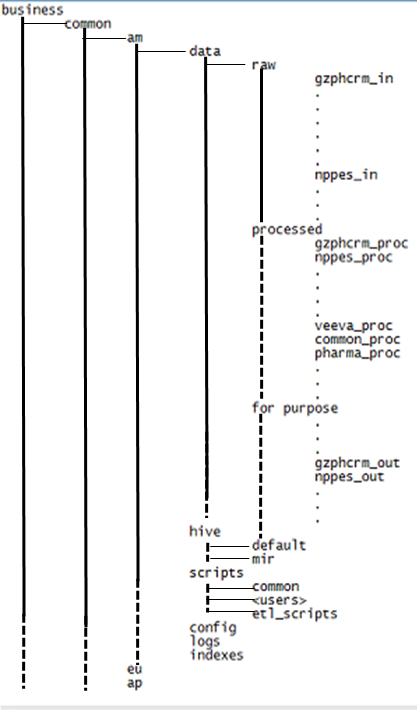 business
common
am
data
raw
gzphcrm_in
.
.
.
.
.
.
nppes_in
.
.
.
processed
gzphcrm_proc
nppes_proc
.
.
.
.
veeva_proc
common_proc
pharma_proc
.
.
.
for purpose
.
.
.
gzphcrm_out
nppes_out
.
.
.
hive
default
mir
scripts
common
<users>
etl_scripts
config
logs
indexes
eu
ap